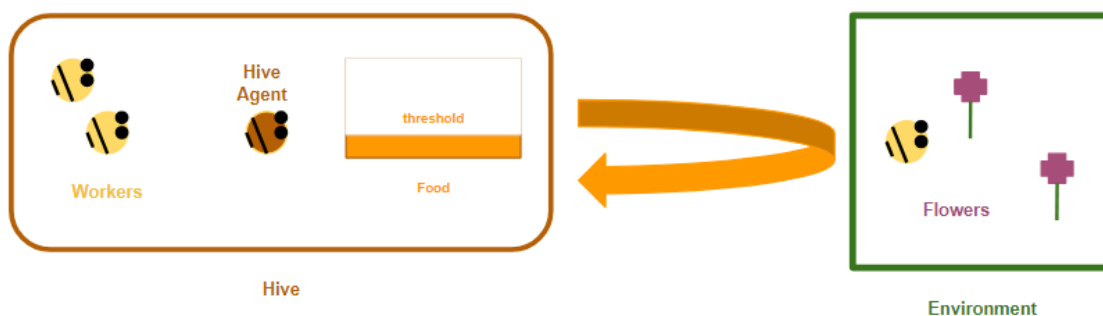 Hive
Agent
threshold
Workers
Food
Flowers
Hive
Environment